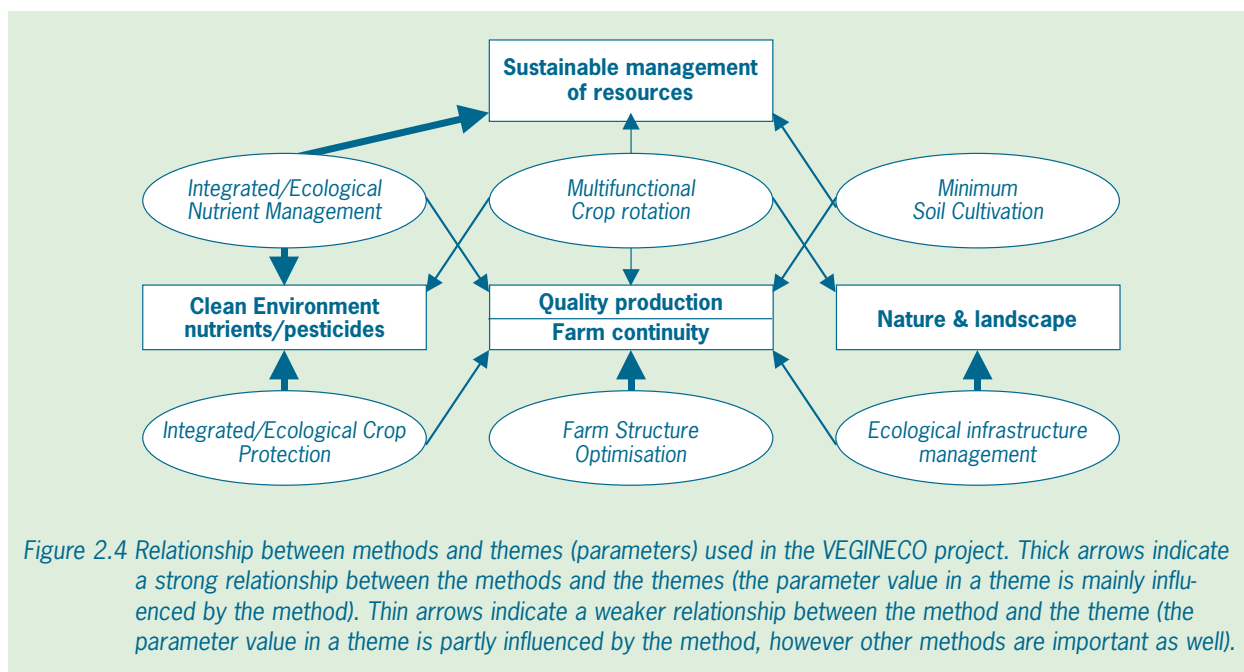 Sustainable management
of resources
Integrated/Ecological
Nutrient Management
Multifunctional
Crop rotation
Minimum
Soil Cultivation
Clean Environment
nutrients/pesticides
Quality production
Farm continuity
Nature & landscape
Integrated/Ecological Crop
Protection
Farm Structure
Optimisation
Ecological infrastructure
management
Figure 2.4 Relationship between methods and themes (parameters) used in the VEGINECO project. Thick arrows indicate
a strong relationship between the methods and the themes (the parameter value in a theme is mainly influ-
enced by the method). Thin arrows indicate a weaker relationship between the method and the theme (the
parameter value in a theme is partly influenced by the method, however other methods are important as well).